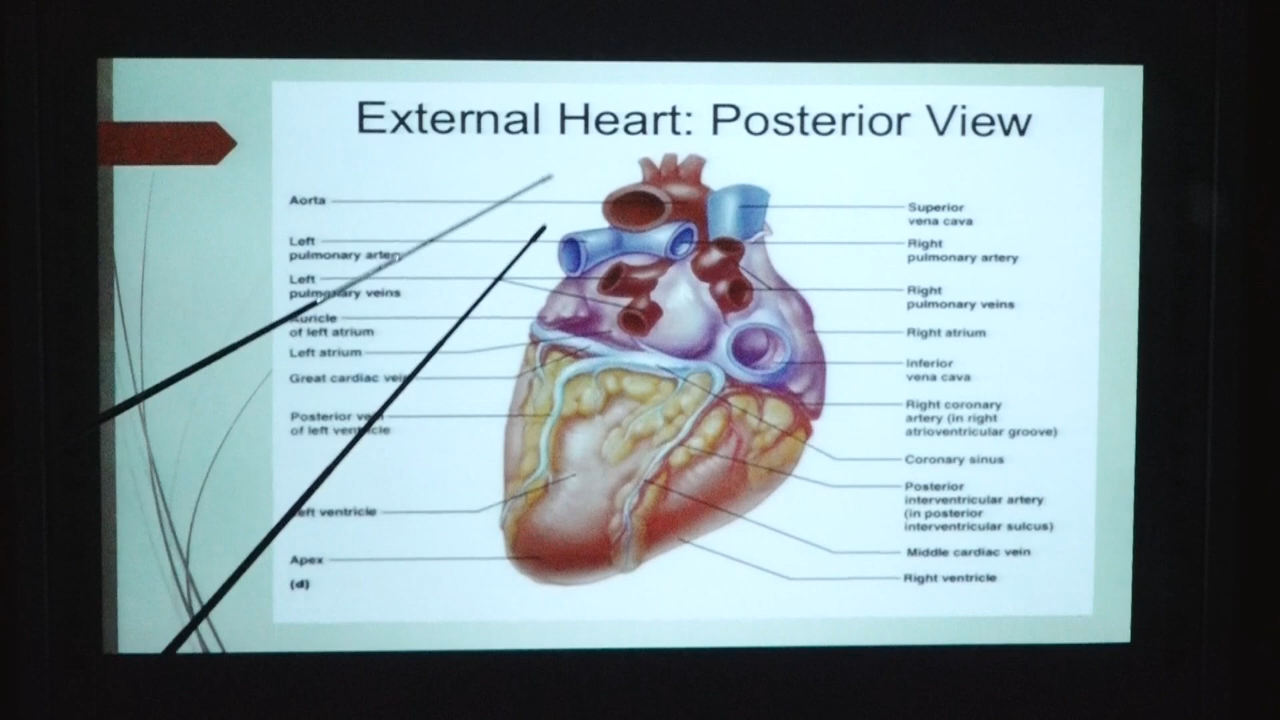 External Heart: Posterior View
Aorta
Left
pulmonary artery
Left
pulmonary veins
Auricle
of left atrium
Left atrium
Great cardiac vein
Posterior vein
of left ventricle
Left ventricle
Apex
(d)
Superior
vena cava
Right
pulmonary artery
Right
pulmonary veins
Right atrium
Inferior
vena cava
Right coronary
artery (in right
atrioventricular groove)
Coronary sinus
Posterior
interventricular artery
(in posterior
interventricular sulcus)
Middle cardiac vein
Right ventricle